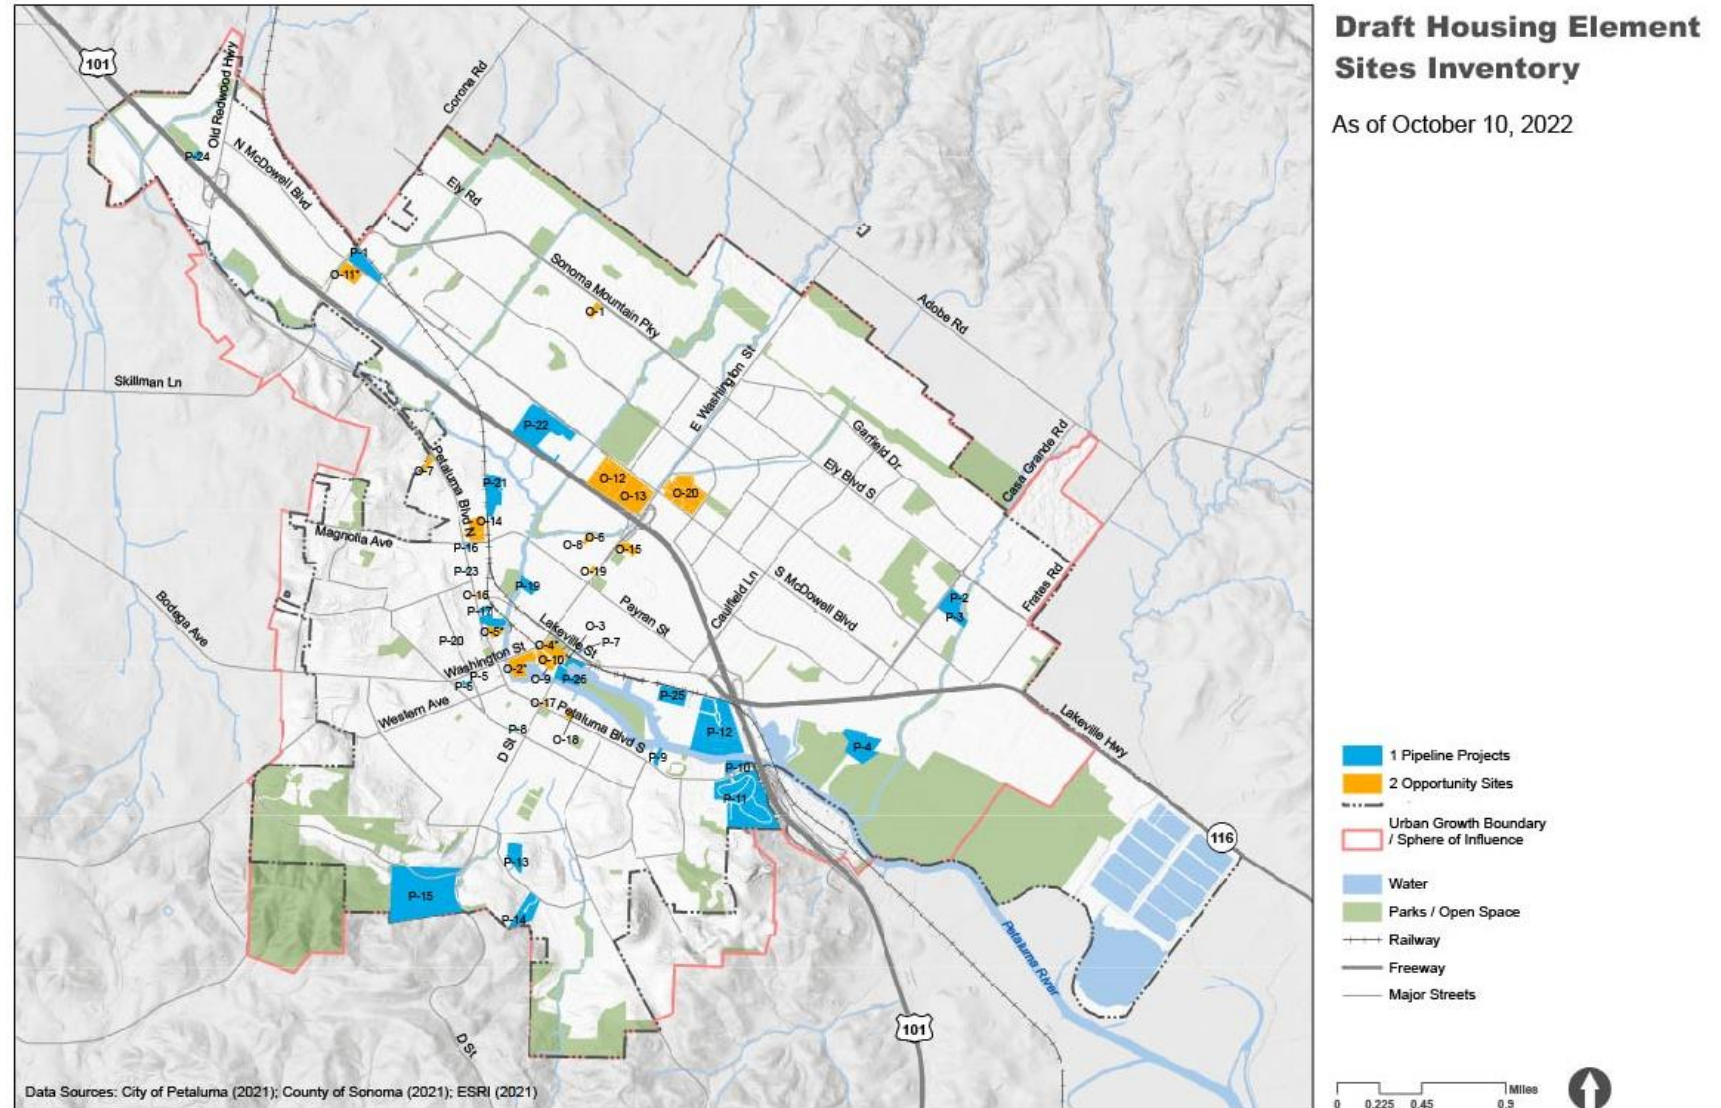 Draft Housing Element
Sites Inventory
As of October 10, 2022
101
Old Redwood Hwy
Corona Rd
P-24
N McDowell Blvd
Ely Rd
P-1
O-11*
Sonoma Mountain Pky
O-1
Adobe Rd
Skillman Ln
E Washington St
P-22
Garfield Dr
Casa Grande Rd
O-7
Petaluma Blvd N
Ely Blvd S
O-12
O-13
O-20
P-21
O-14
Magnolia Ave
P-16
O-8
O-6
O-15
P-23
O-19
S McDowell Blvd
Caulfield Ln
Frates Rd
P-19
Bodega Ave
O-16
P-17
Payran St
P-2
P-3
Lakeville St
O-3
O-5*
P-20
P-7
Washington St
O-4*
O-10
O-2*
P-5
P-6
O-9
P-26
P-25
Western Ave
O-17
Petaluma Blvd S
Lakeville Hwy
P-8
D St
O-18
P-12
P-4
P-9
P-10
P-11
116
P-13
P-15
P-14
Petaluma River
101
D St
1 Pipeline Projects
2 Opportunity Sites
Urban Growth Boundary
/ Sphere of Influence
Water
Parks / Open Space
Railway
Freeway
Major Streets
Data Sources: City of Petaluma (2021); County of Sonoma (2021); ESRI (2021)
Miles
0 0.225 0.45 0.9